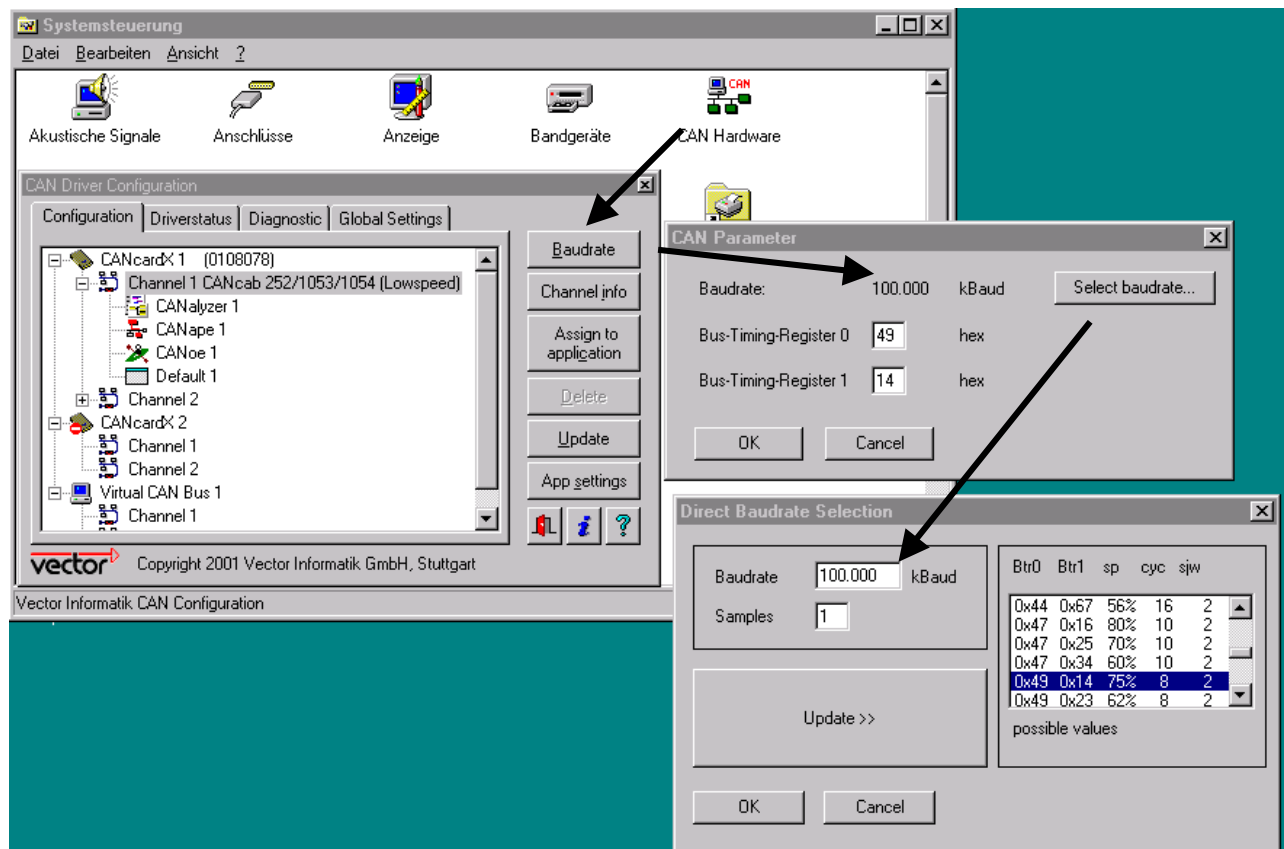 Systemsteuerung
Datei Bearbeiten Ansicht ?
CAN
Akustische Signale Anschlüsse Anzeige Bandgeräte CAN Hardware
CAN Driver Configuration
Configuration Driverstatus Diagnostic Global Settings
CANcardX 1 (0108078)
Channel 1 CANcab 252/1053/1054 (Lowspeed)
CANalyzer 1
CANape 1
CANoe 1
Default 1
Channel 2
CANcardX 2
Channel 1
Channel 2
Virtual CAN Bus 1
Channel 1
Baudrate
Channel info
Assign to
application
Delete
Update
App settings
vector Copyright 2001 Vector Informatik GmbH, Stuttgart
Vector Informatik CAN Configuration
CAN Parameter
Baudrate: 100.000 kBaud Select baudrate...
Bus-Timing-Register 0 49 hex
Bus-Timing-Register 1 14 hex
OK Cancel
Direct Baudrate Selection
Baudrate 100.000 kBaud
Samples 1
Update >>
Btr0 Btr1 sp cyc sjw
0x44 0x67 56% 16 2
0x47 0x16 80% 10 2
0x47 0x25 70% 10 2
0x47 0x34 60% 10 2
0x49 0x14 75% 8 2
0x49 0x23 62% 8 2
possible values
OK Cancel